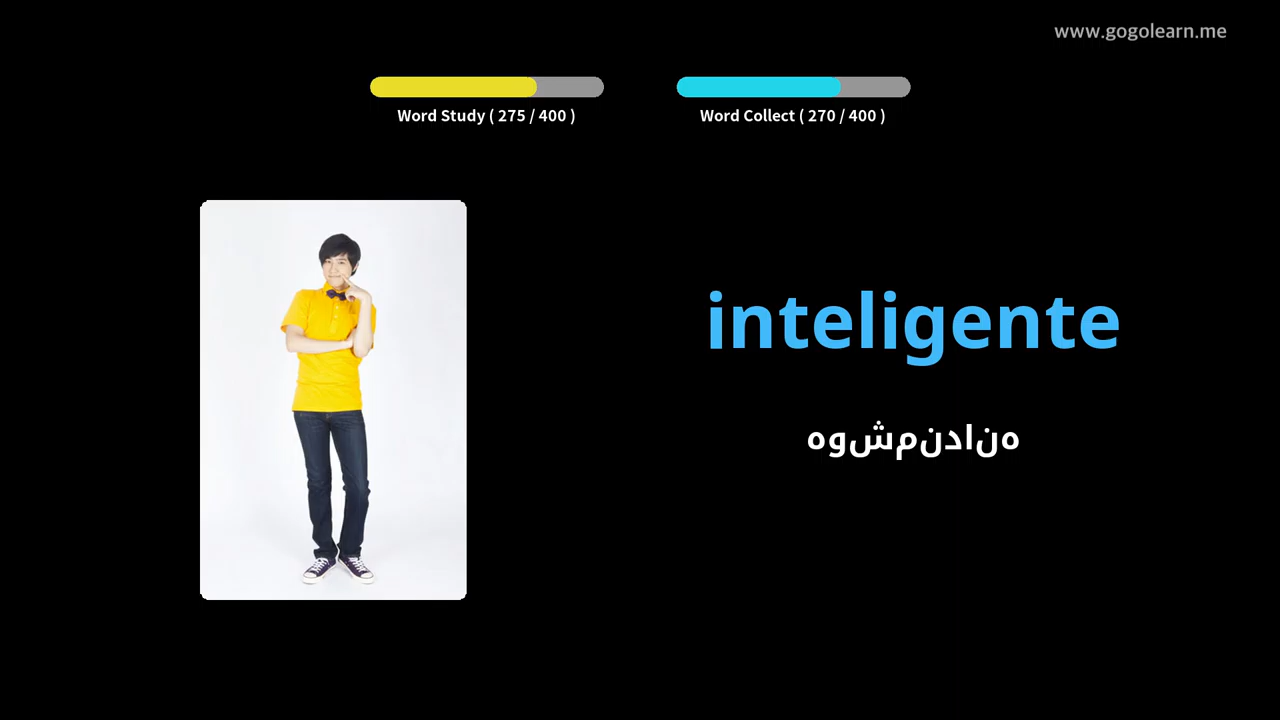 www.gogolearn.me
Word Study ( 275 / 400 )
Word Collect ( 270 / 400 )
inteligente
هوشمندانه